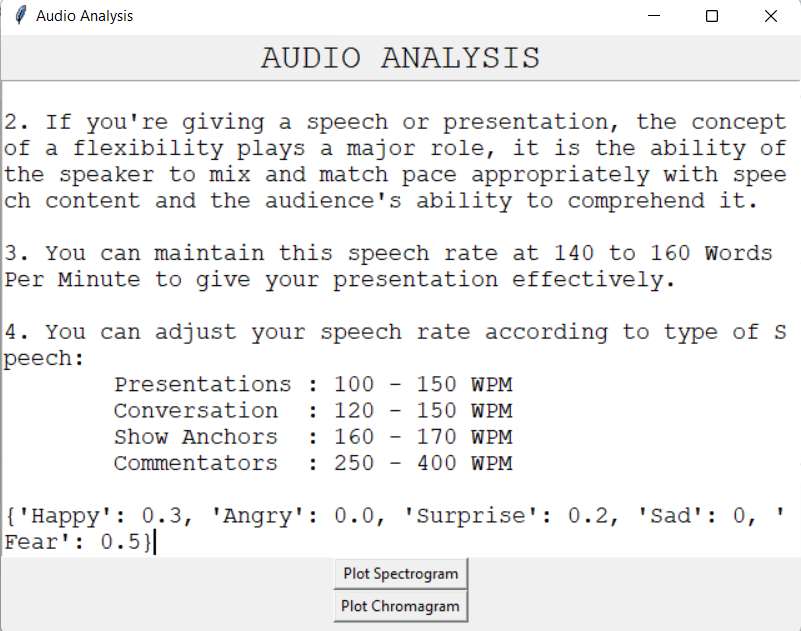 Audio Analysis
AUDIO ANALYSIS
2. If you're giving a speech or presentation, the concept
of a flexibility plays a major role, it is the ability of
the speaker to mix and match pace appropriately with spee
ch content and the audience's ability to comprehend it.
3. You can maintain this speech rate at 140 to 160 Words
Per Minute to give your presentation effectively.
4. You can adjust your speech rate according to type of S
peech:
Presentations : 100 - 150 WPM
Conversation  : 120 - 150 WPM
Show Anchors  : 160 - 170 WPM
Commentators  : 250 - 400 WPM
{'Happy': 0.3, 'Angry': 0.0, 'Surprise': 0.2, 'Sad': 0, '
Fear': 0.5}
Plot Spectrogram
Plot Chromagram